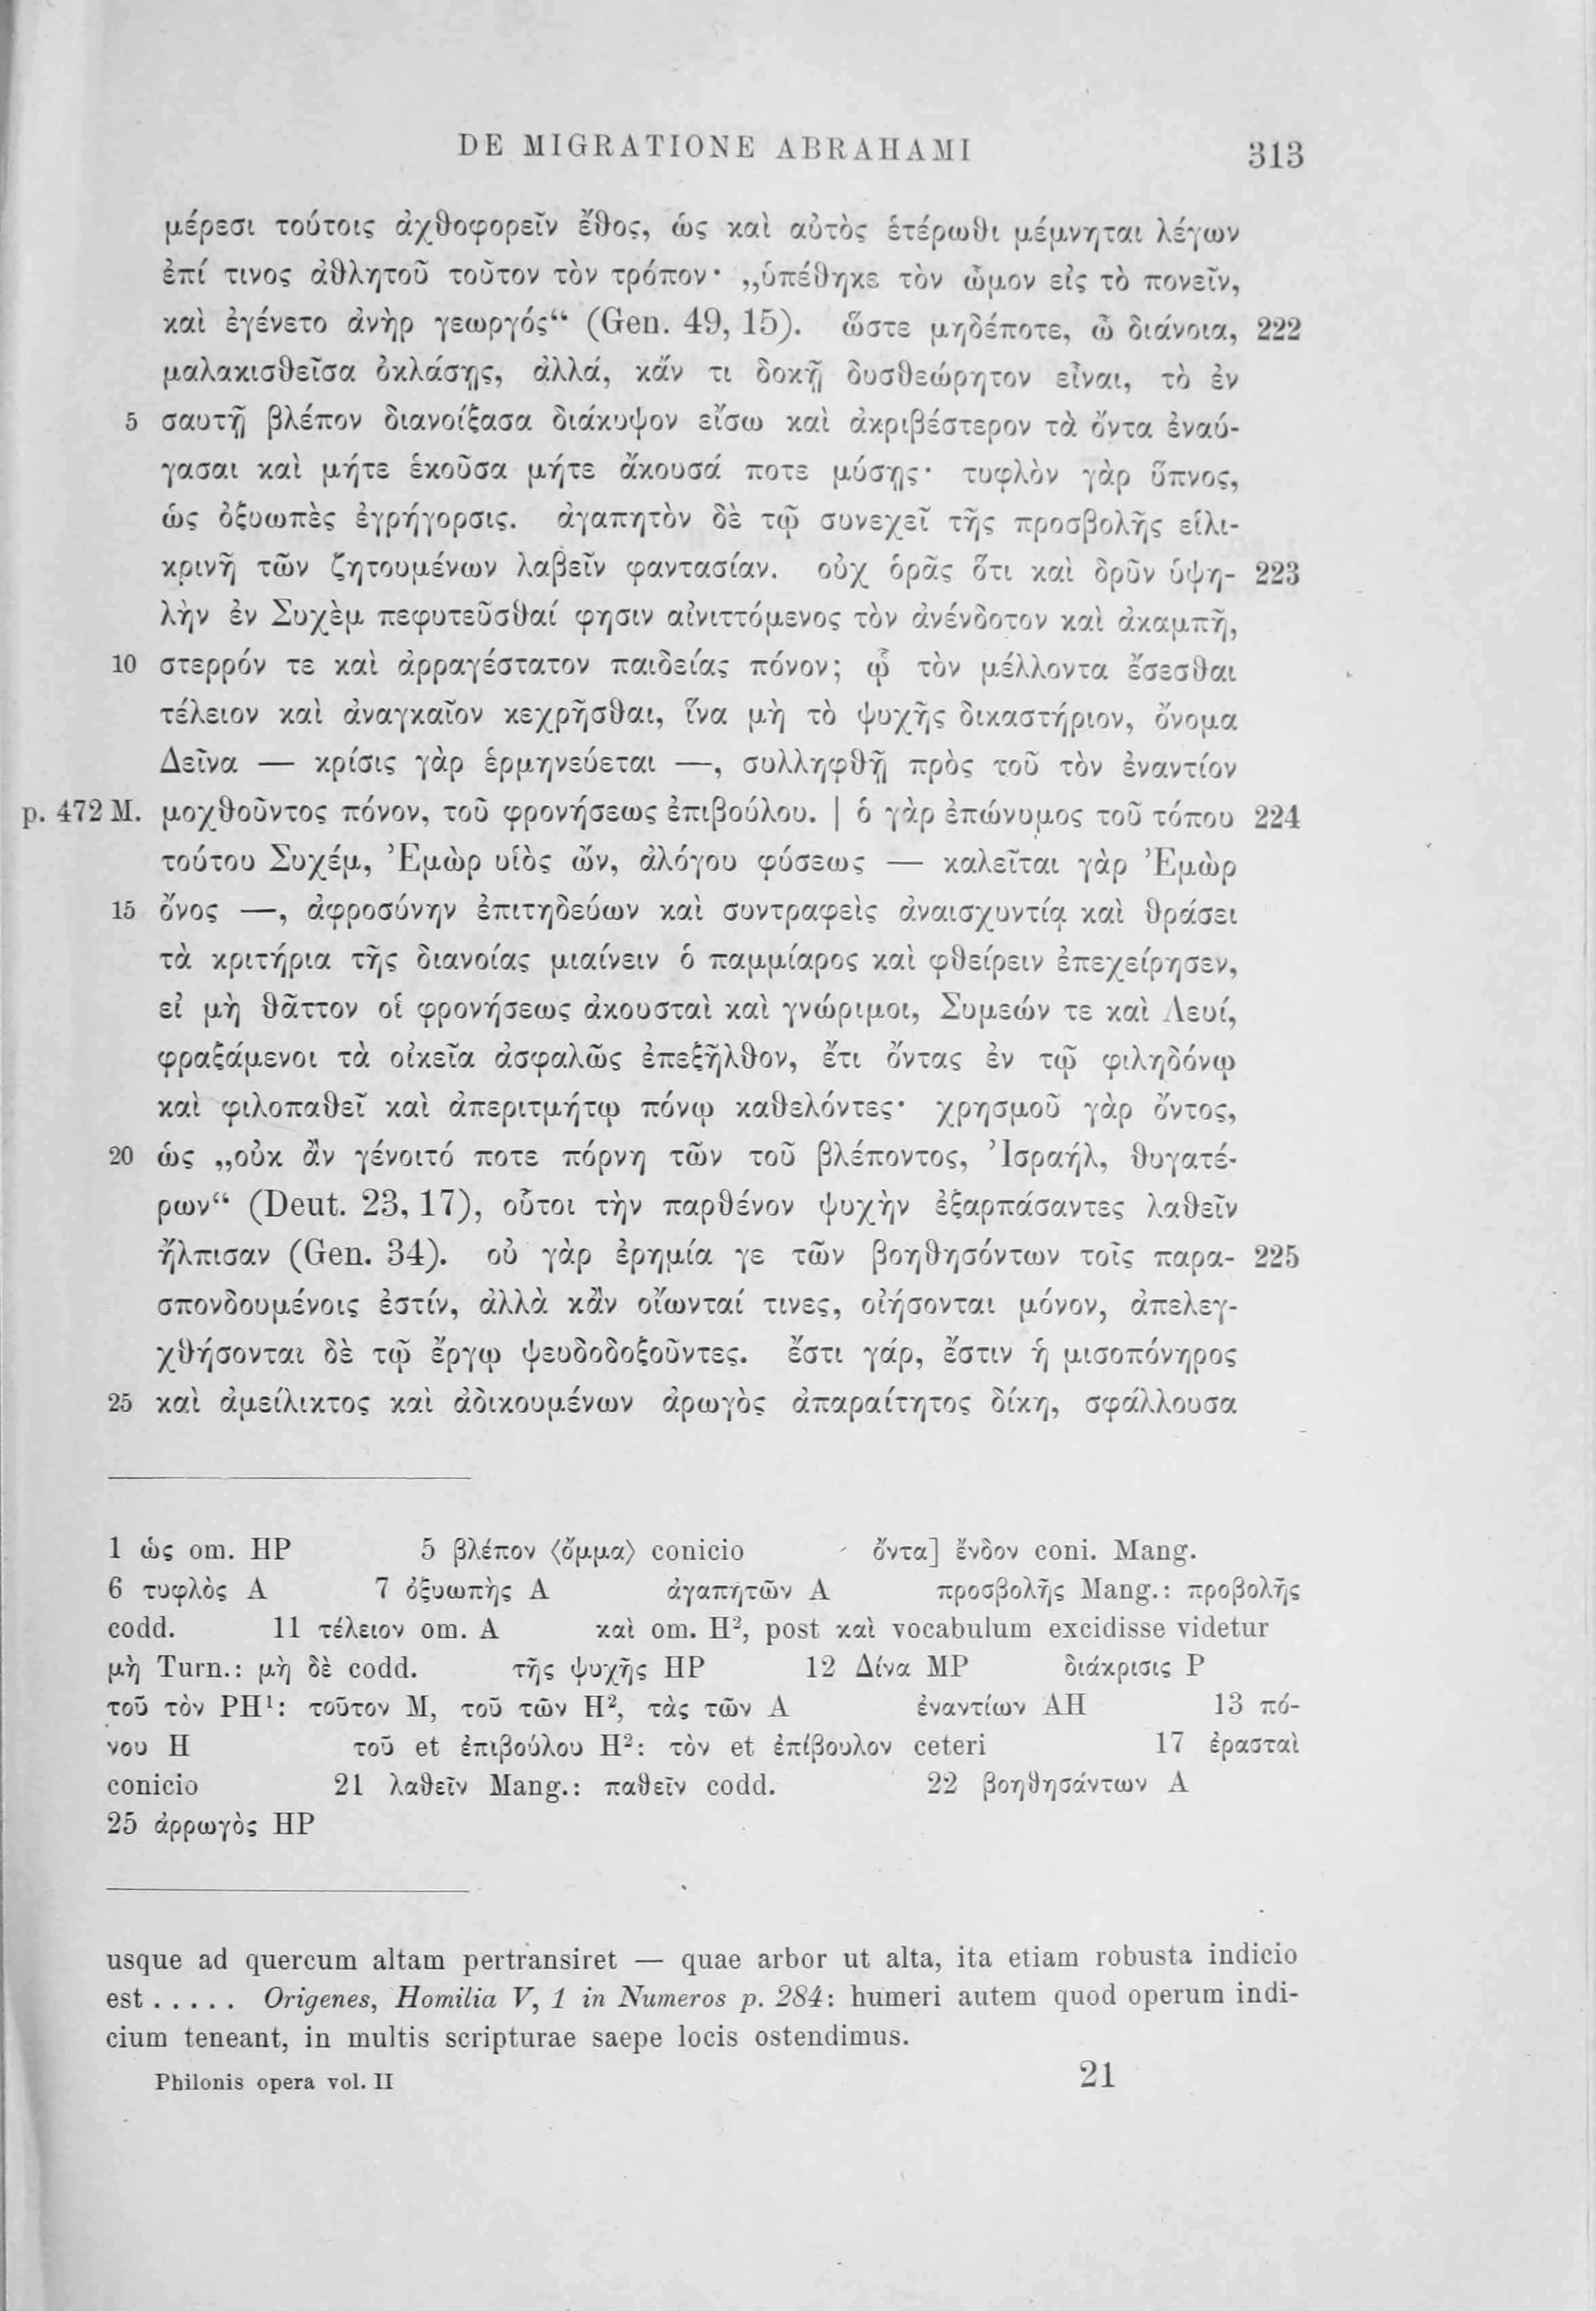 DE MIGRATIONE ABRAHAMI 313
μέρεσι τούτοις ἀχθοφορεῖν ἔθος, ὡς καὶ αὐτὸς ἑτέρωθι μέμνηται λέγων
ἐπί τινος ἀθλητοῦ τοῦτον τὸν τρόπον· „ὑπέθηκε τὸν ὦμον εἰς τὸ πονεῖν,
καὶ ἐγένετο ἀνὴρ γεωργός“ (Gen. 49, 15). ὥστε μηδέποτε, ὦ διάνοια, 222
μαλακισθεῖσα ὀκλάσῃς, ἀλλά, κἄν τι δοκῇ δυσθεώρητον εἶναι, τὸ ἐν
5 σαυτῇ βλέπον διανοίξασα διάκυψον εἴσω καὶ ἀκριβέστερον τὰ ὄντα ἐναύ-
γασαι καὶ μήτε ἑκοῦσα μήτε ἄκουσά ποτε μύσῃς· τυφλὸν γὰρ ὕπνος,
ὡς ὀξυωπὲς ἐγρήγορσις. ἀγαπητὸν δὲ τῷ συνεχεῖ τῆς προσβολῆς εἰλι-
κρινῆ τῶν ζητουμένων λαβεῖν φαντασίαν. οὐχ ὁρᾷς ὅτι καὶ δρῦν ὑψη- 223
λὴν ἐν Συχὲμ πεφυτεῦσθαί φησιν αἰνιττόμενος τὸν ἀνένδοτον καὶ ἀκαμπῆ,
10 στερρόν τε καὶ ἀρραγέστατον παιδείας πόνον; ᾧ τὸν μέλλοντα ἔσεσθαι
τέλειον καὶ ἀναγκαῖον κεχρῆσθαι, ἵνα μὴ τὸ ψυχῆς δικαστήριον, ὄνομα
Δεῖνα — κρίσις γὰρ ἑρμηνεύεται —, συλληφθῇ πρὸς τοῦ τὸν ἐναντίον
p. 472 M. μοχθοῦντος πόνον, τοῦ φρονήσεως ἐπιβούλου. | ὁ γὰρ ἐπώνυμος τοῦ τόπου 224
τούτου Συχέμ, Ἐμὼρ υἱὸς ὤν, ἀλόγου φύσεως — καλεῖται γὰρ Ἐμὼρ
15 ὄνος —, ἀφροσύνην ἐπιτηδεύων καὶ συντραφεὶς ἀναισχυντίᾳ καὶ θράσει
τὰ κριτήρια τῆς διανοίας μιαίνειν ὁ παμμίαρος καὶ φθείρειν ἐπεχείρησεν,
εἰ μὴ θᾶττον οἱ φρονήσεως ἀκουσταὶ καὶ γνώριμοι, Συμεών τε καὶ Λευί,
φραξάμενοι τὰ οἰκεῖα ἀσφαλῶς ἐπεξῆλθον, ἔτι ὄντας ἐν τῷ φιληδόνῳ
καὶ φιλοπαθεῖ καὶ ἀπεριτμήτῳ πόνῳ καθελόντες· χρησμοῦ γὰρ ὄντος,
20 ὡς „οὐκ ἂν γένοιτό ποτε πόρνη τῶν τοῦ βλέποντος, Ἰσραήλ, θυγατέ-
ρων“ (Deut. 23, 17), οὗτοι τὴν παρθένον ψυχὴν ἐξαρπάσαντες λαθεῖν
ἤλπισαν (Gen. 34). οὐ γὰρ ἐρημία γε τῶν βοηθησόντων τοῖς παρα- 225
σπονδουμένοις ἐστίν, ἀλλὰ κἂν οἴωνταί τινες, οἰήσονται μόνον, ἀπελεγ-
χθήσονται δὲ τῷ ἔργῳ ψευδοδοξοῦντες. ἔστι γάρ, ἔστιν ἡ μισοπόνηρος
25 καὶ ἀμείλικτος καὶ ἀδικουμένων ἀρωγὸς ἀπαραίτητος δίκη, σφάλλουσα
1 ὡς om. HP 5 βλέπον ⟨ὄμμα⟩ conicio ὄντα] ἔνδον coni. Mang.
6 τυφλὸς A 7 ὀξυωπὴς A ἀγαπητῶν A προσβολῆς Mang.: προβολῆς
codd. 11 τέλειον om. A καὶ om. H², post καὶ vocabulum excidisse videtur
μὴ Turn.: μὴ δὲ codd. τῆς ψυχῆς HP 12 Δίνα MP διάκρισις P
τοῦ τὸν PH¹: τοῦτον M, τοῦ τῶν H², τὰς τῶν A ἐναντίων AH 13 πό-
νου H τοῦ et ἐπιβούλου H²: τὸν et ἐπίβουλον ceteri 17 ἐρασταὶ
conicio 21 λαθεῖν Mang.: παθεῖν codd. 22 βοηθησάντων A
25 ἀρρωγὸς HP
usque ad quercum altam pertransiret — quae arbor ut alta, ita etiam robusta indicio
est ..... Origenes, Homilia V, 1 in Numeros p. 284: humeri autem quod operum indi-
cium teneant, in multis scripturae saepe locis ostendimus.
Philonis opera vol. II 21